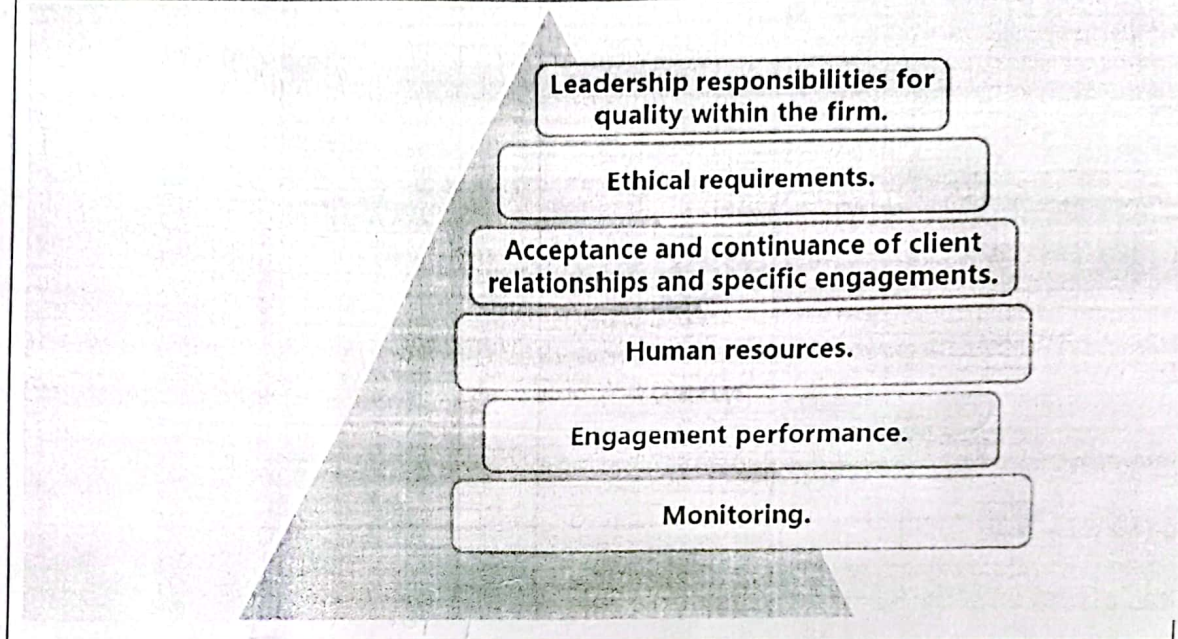 Leadership responsibilities for
quality within the firm.
Ethical requirements.
Acceptance and continuance of client
relationships and specific engagements.
Human resources.
Engagement performance.
Monitoring.